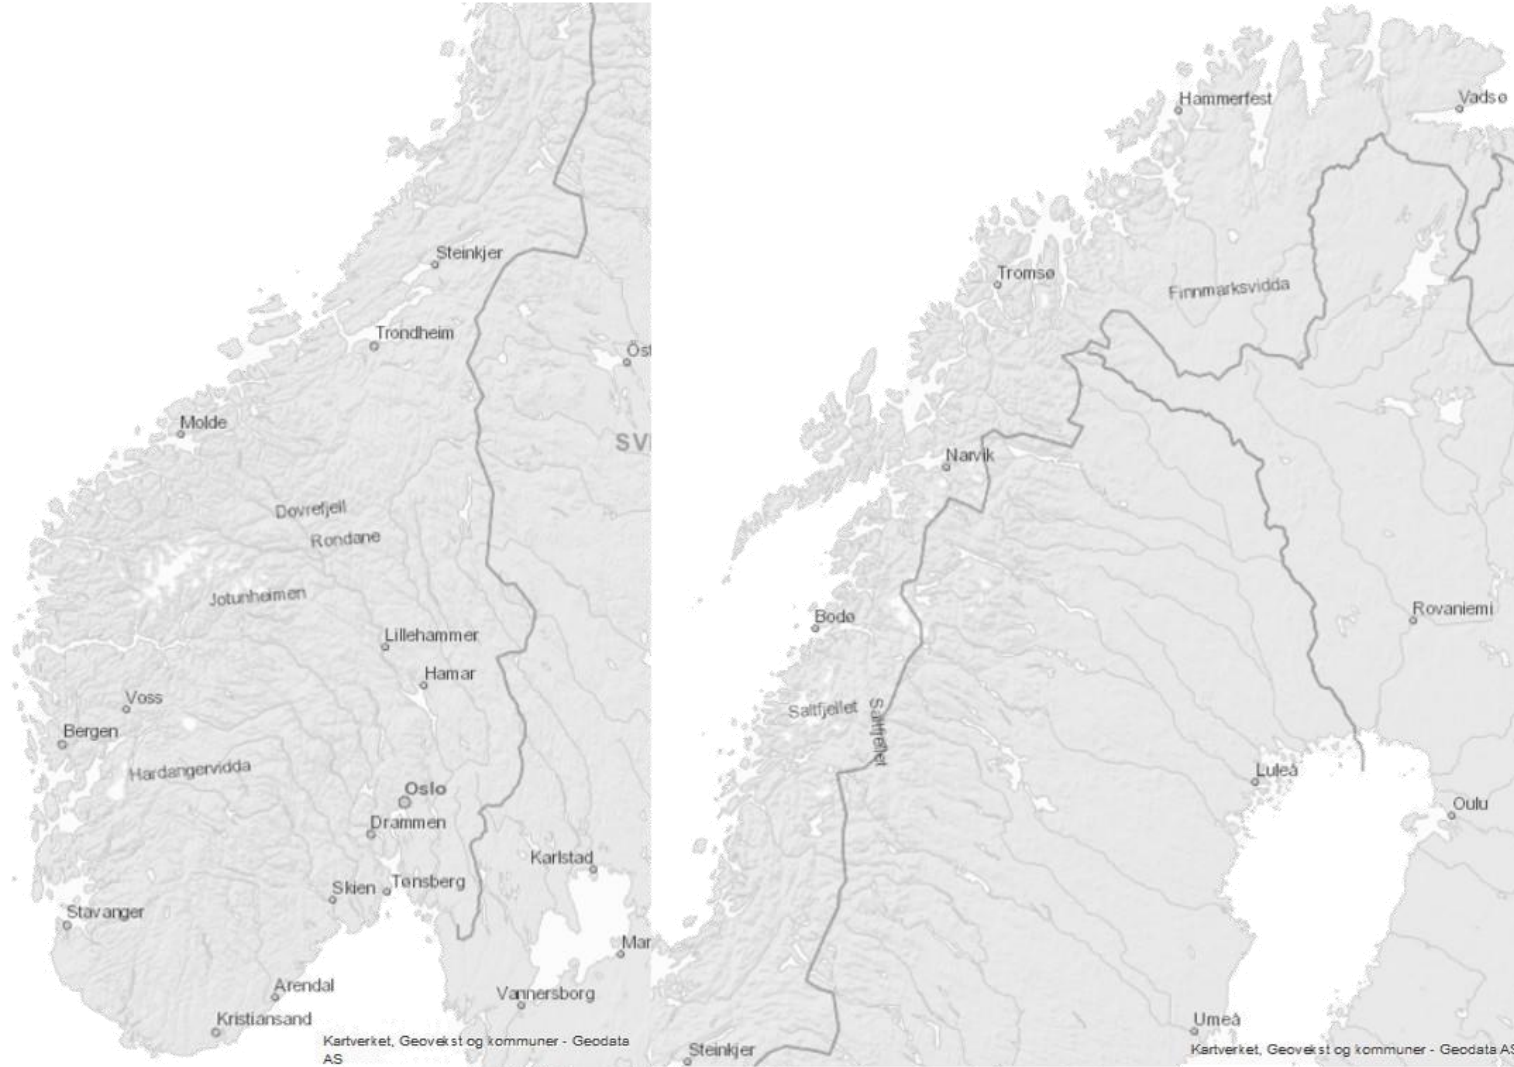 Steinkjer
Trondheim
Öst
Molde
SVI
Dovrefjell
Rondane
Jotunheimen
Lillehammer
Hamar
Voss
Bergen
Hardangervidda
Oslo
Drammen
Karlstad
Skien
Tønsberg
Stavanger
Mar
Arendal
Vannersborg
Kristiansand
Kartverket, Geovekst og kommuner - Geodata
AS
Hammerfest
Vadsø
Tromsø
Finnmarksvidda
Narvik
Rovaniemi
Bodø
Saltfjellet
Saltfjellet
Luleå
Oulu
Umeå
Steinkjer
Kartverket, Geovekst og kommuner - Geodata AS